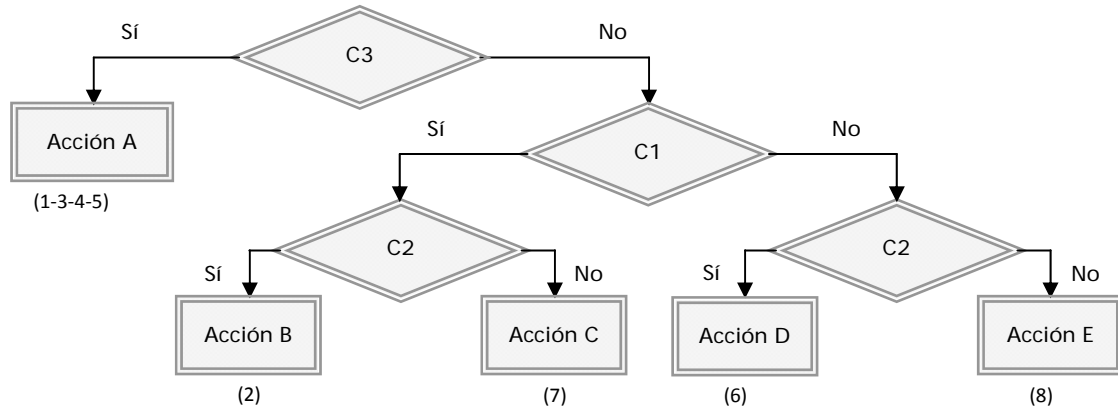 Sí
No
C3
Acción A
Sí
No
C1
(1-3-4-5)
C2
C2
Sí
No
Sí
No
Acción B
Acción C
Acción D
Acción E
(2)
(7)
(6)
(8)